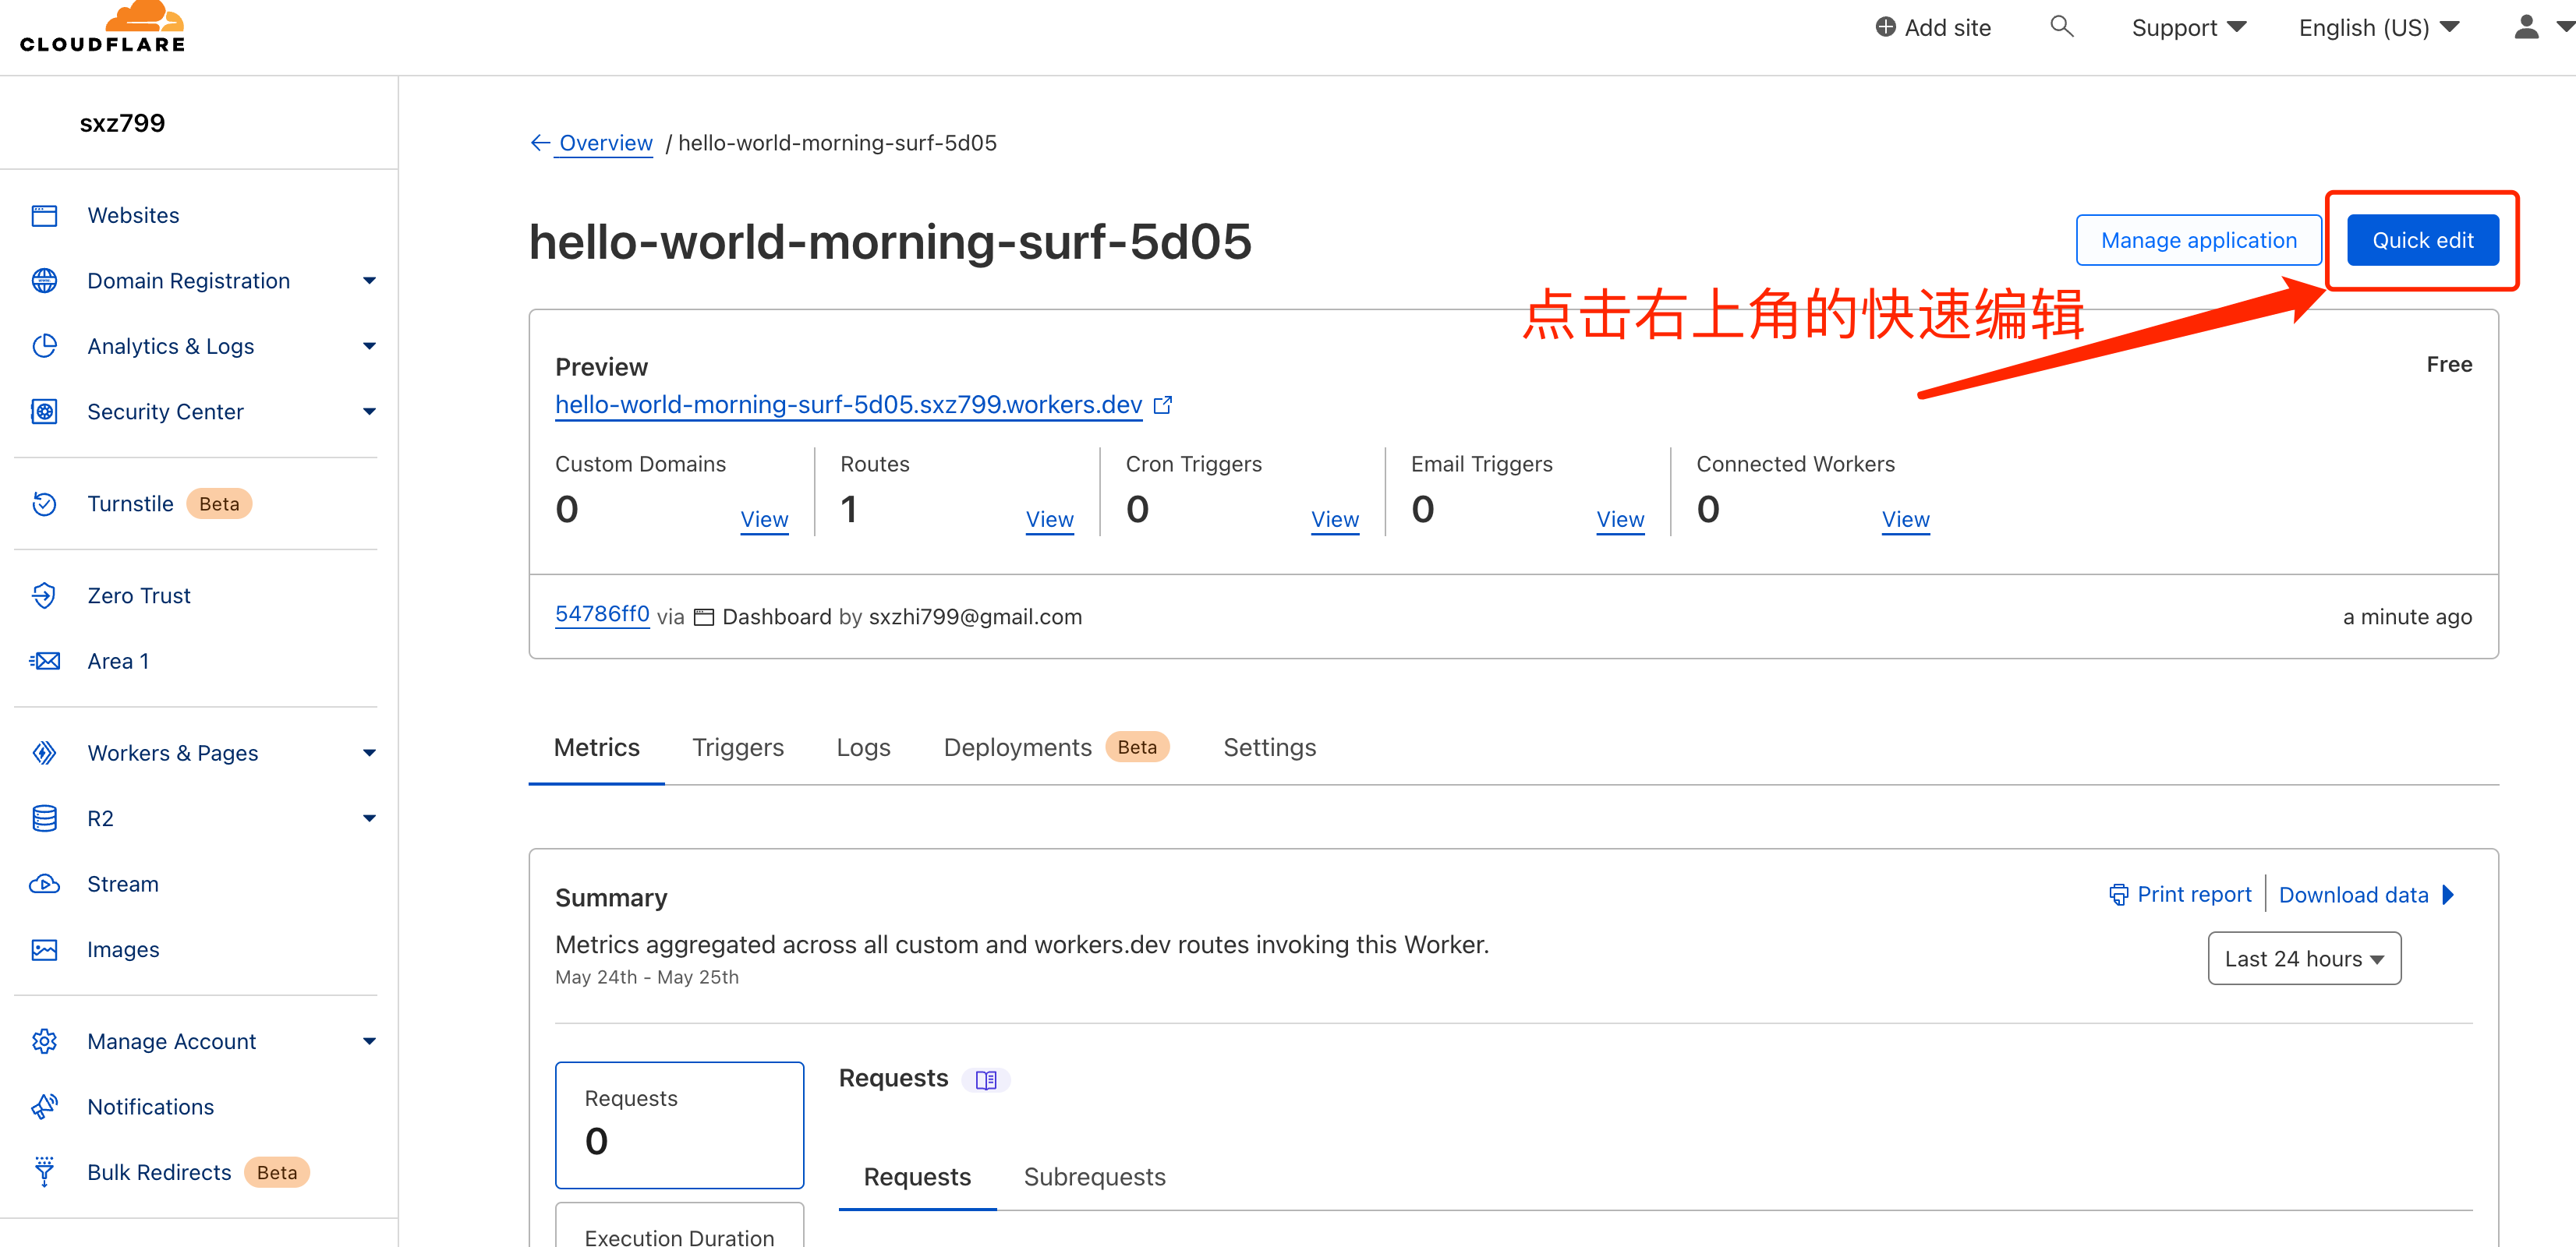 CLOUDFLARE
Add site
Support
English (US)
sxz799
Websites
Domain Registration
Analytics & Logs
Security Center
Turnstile Beta
Zero Trust
Area 1
Workers & Pages
R2
Stream
Images
Manage Account
Notifications
Bulk Redirects Beta
Overview / hello-world-morning-surf-5d05
hello-world-morning-surf-5d05
Manage application
Quick edit
点击右上角的快速编辑
Preview
Free
hello-world-morning-surf-5d05.sxz799.workers.dev
Custom Domains
0
View
Routes
1
View
Cron Triggers
0
View
Email Triggers
0
View
Connected Workers
0
View
54786ff0 via Dashboard by sxzhi799@gmail.com
a minute ago
Metrics
Triggers
Logs
Deployments Beta
Settings
Summary
Print report
Download data
Metrics aggregated across all custom and workers.dev routes invoking this Worker.
May 24th - May 25th
Last 24 hours
Requests
0
Execution Duration
Requests
Requests
Subrequests